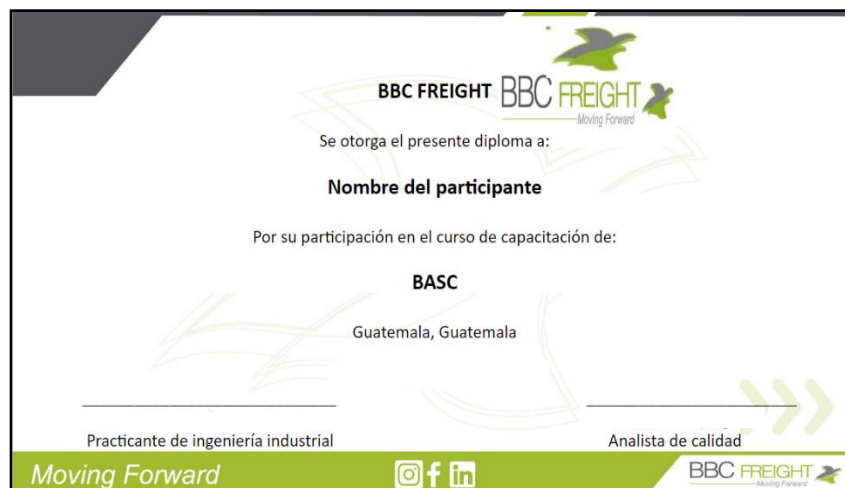 BBC FREIGHT BBC FREIGHT
Moving Forward
Se otorga el presente diploma a:
Nombre del participante
Por su participación en el curso de capacitación de:
BASC
Guatemala, Guatemala
Practicante de ingeniería industrial
Analista de calidad
Moving Forward
BBC FREIGHT
Moving Forward